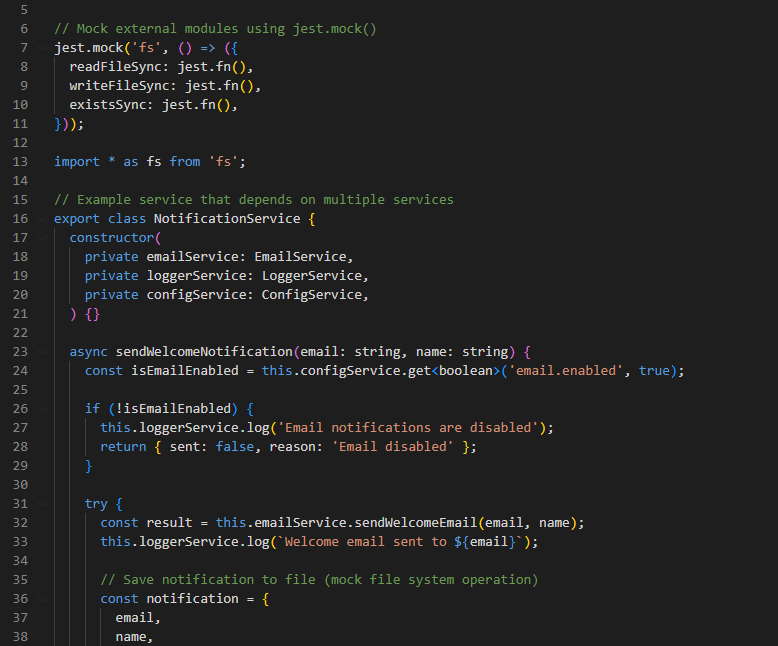 5
6 // Mock external modules using jest.mock()
7 jest.mock('fs', () => ({
8   readFileSync: jest.fn(),
9   writeFileSync: jest.fn(),
10   existsSync: jest.fn(),
11 }));
12
13 import * as fs from 'fs';
14
15 // Example service that depends on multiple services
16 export class NotificationService {
17   constructor(
18     private emailService: EmailService,
19     private loggerService: LoggerService,
20     private configService: ConfigService,
21   ) {}
22
23   async sendWelcomeNotification(email: string, name: string) {
24     const isEmailEnabled = this.configService.get<boolean>('email.enabled', true);
25
26     if (!isEmailEnabled) {
27       this.loggerService.log('Email notifications are disabled');
28       return { sent: false, reason: 'Email disabled' };
29     }
30
31     try {
32       const result = this.emailService.sendWelcomeEmail(email, name);
33       this.loggerService.log(`Welcome email sent to ${email}`);
34
35       // Save notification to file (mock file system operation)
36       const notification = {
37         email,
38         name,